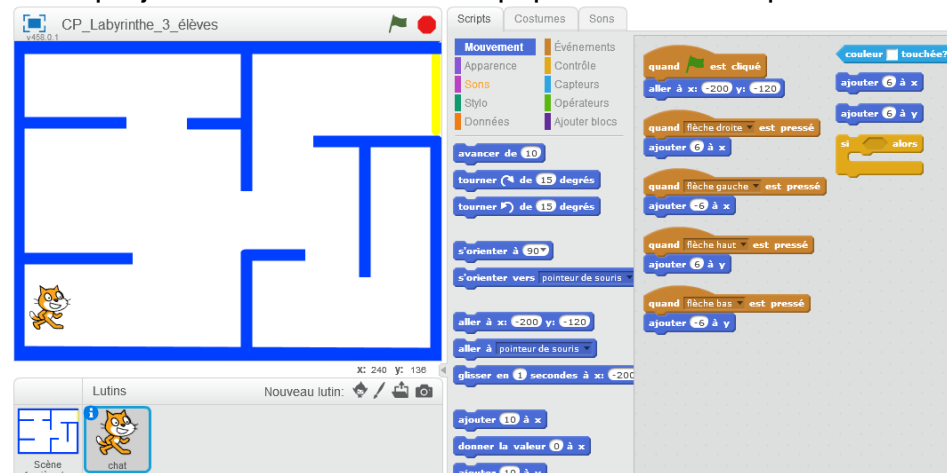 CP_Labyrinthe_3_élèves
v458.0.1
X: 240 y: 136
Lutins
Nouveau lutin:
Scène
chat
Scripts
Costumes
Sons
Mouvement
Événements
Apparence
Contrôle
Sons
Capteurs
Stylo
Opérateurs
Données
Ajouter blocs
avancer de 10
tourner de 15 degrés
tourner de 15 degrés
s'orienter à 90
s'orienter vers pointeur de souris
aller à x: -200 y: -120
aller à pointeur de souris
glisser en 1 secondes à x: -200
ajouter 10 à x
donner la valeur 0 à x
ajouter 10 à y
quand est cliqué
aller à x: -200 y: -120
quand flèche droite est pressé
ajouter 6 à x
quand flèche gauche est pressé
ajouter -6 à x
quand flèche haut est pressé
ajouter 6 à y
quand flèche bas est pressé
ajouter -6 à y
couleur touchée?
ajouter 6 à x
ajouter 6 à y
si alors